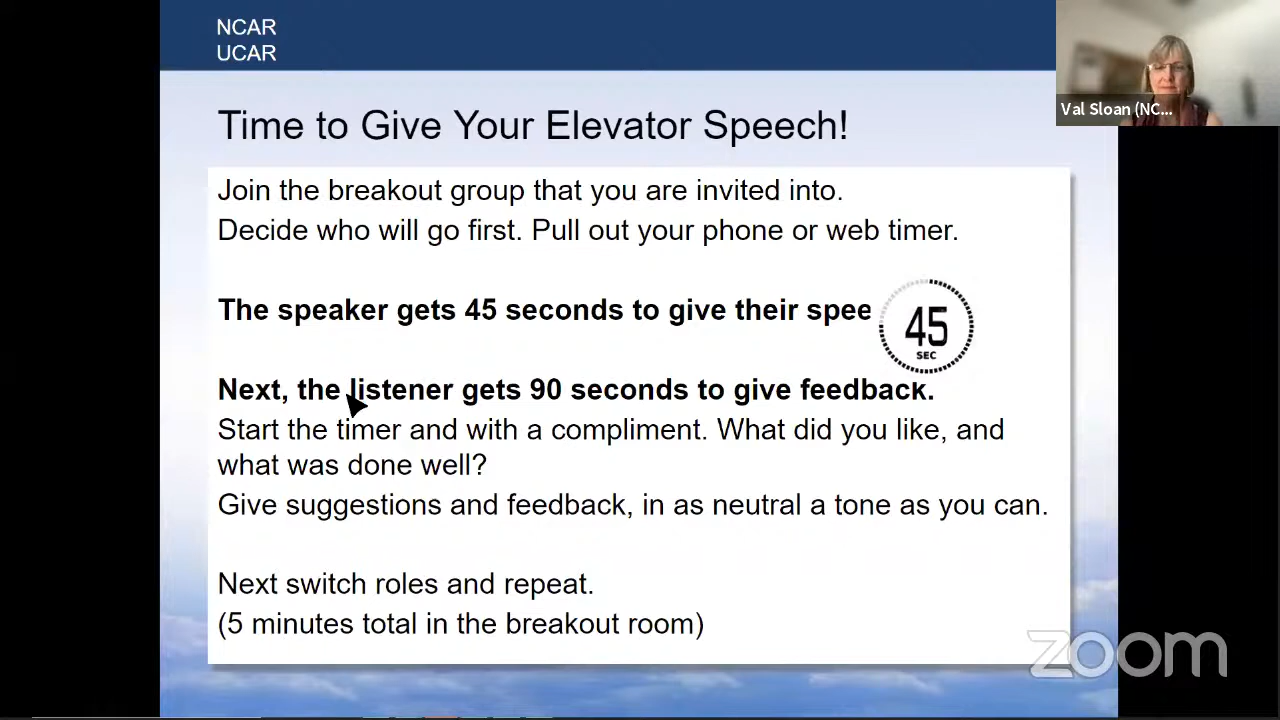 NCAR
UCAR
Val Sloan (NC...
Time to Give Your Elevator Speech!
Join the breakout group that you are invited into.
Decide who will go first. Pull out your phone or web timer.
The speaker gets 45 seconds to give their spee
45
SEC
Next, the listener gets 90 seconds to give feedback.
Start the timer and with a compliment. What did you like, and
what was done well?
Give suggestions and feedback, in as neutral a tone as you can.
Next switch roles and repeat.
(5 minutes total in the breakout room)
zoom